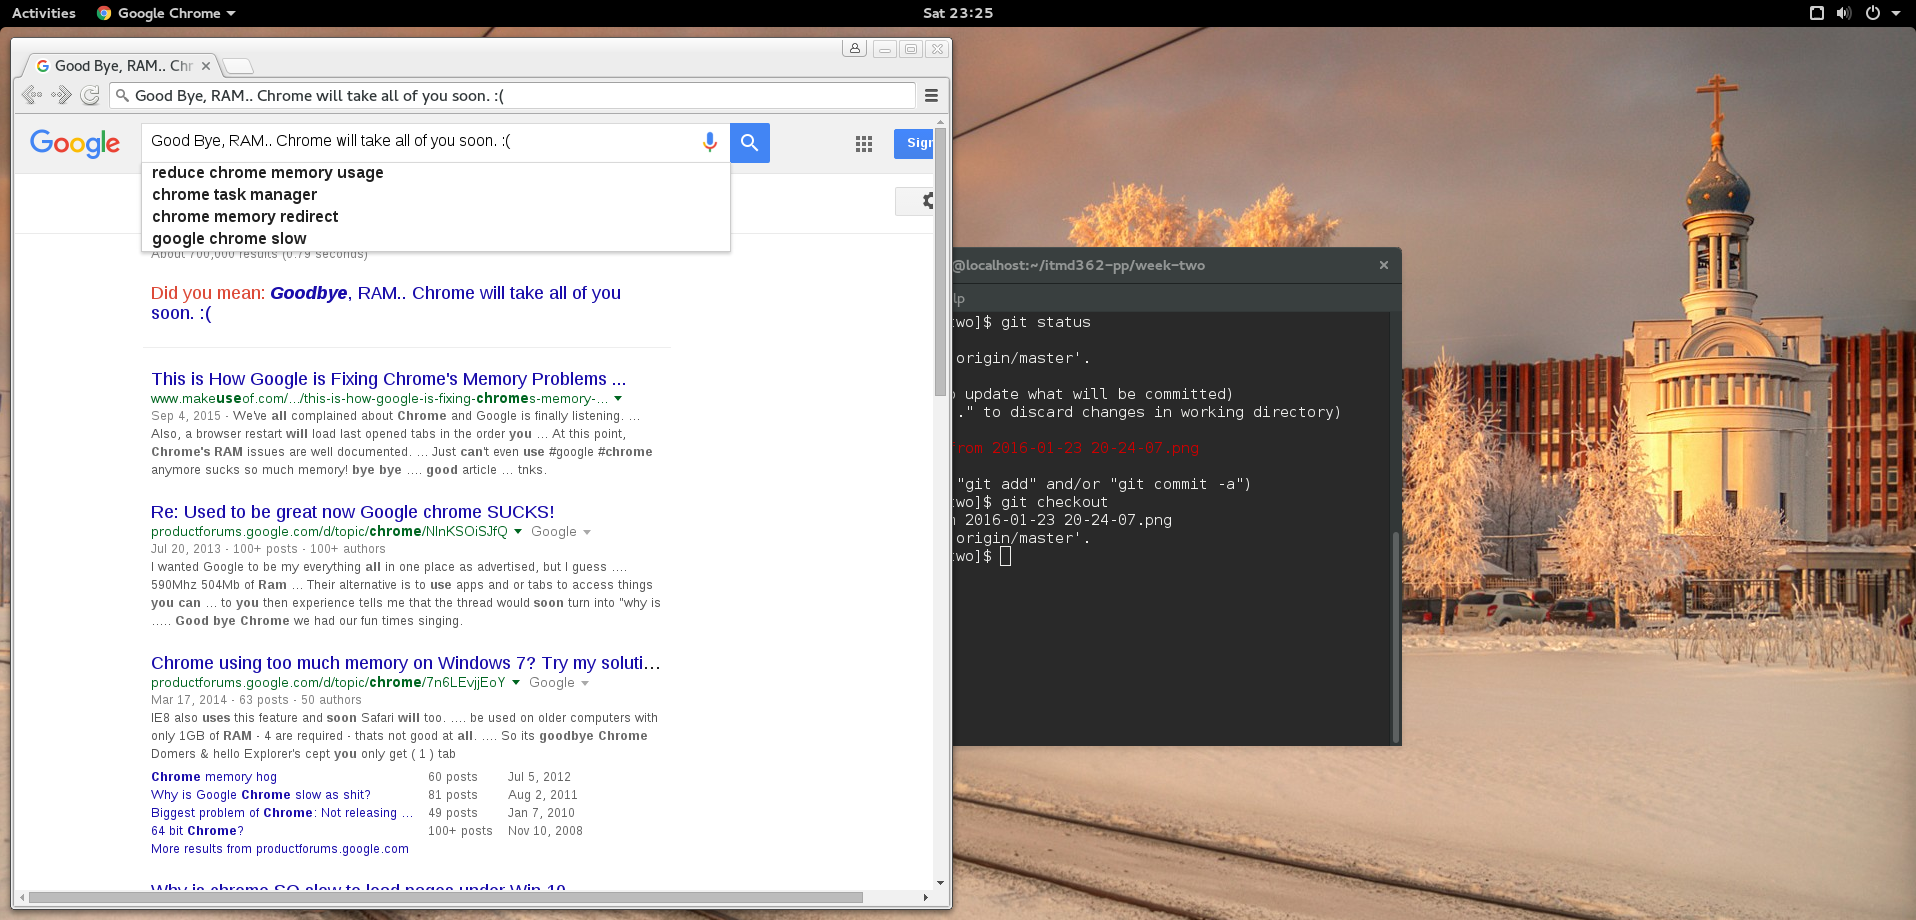 Activities Google Chrome Sat 23:25
Good Bye, RAM.. Chr
Good Bye, RAM.. Chrome will take all of you soon. :(
Google Good Bye, RAM.. Chrome will take all of you soon. :( Sign
reduce chrome memory usage
chrome task manager
chrome memory redirect
google chrome slow
About 700,000 results (0.79 seconds)
Did you mean: Goodbye, RAM.. Chrome will take all of you
soon. :(
This is How Google is Fixing Chrome's Memory Problems ...
www.makeuseof.com/.../this-is-how-google-is-fixing-chromes-memory-...
Sep 4, 2015 - We've all complained about Chrome and Google is finally listening. ...
Also, a browser restart will load last opened tabs in the order you ... At this point,
Chrome's RAM issues are well documented. ... Just can't even use #google #chrome
anymore sucks so much memory! bye bye .... good article ... tnks.
Re: Used to be great now Google chrome SUCKS!
productforums.google.com/d/topic/chrome/NlnKSOiSJfQ Google
Jul 20, 2013 - 100+ posts - 100+ authors
I wanted Google to be my everything all in one place as advertised, but I guess ....
590Mhz 504Mb of Ram ... Their alternative is to use apps and or tabs to access things
you can ... to you then experience tells me that the thread would soon turn into "why is
..... Good bye Chrome we had our fun times singing.
Chrome using too much memory on Windows 7? Try my soluti...
productforums.google.com/d/topic/chrome/7n6LEvjjEoY Google
Mar 17, 2014 - 63 posts - 50 authors
IE8 also uses this feature and soon Safari will too. .... be used on older computers with
only 1GB of RAM - 4 are required - thats not good at all. .... So its goodbye Chrome
Domers & hello Explorer's cept you only get ( 1 ) tab
Chrome memory hog 60 posts Jul 5, 2012
Why is Google Chrome slow as shit? 81 posts Aug 2, 2011
Biggest problem of Chrome: Not releasing ... 49 posts Jan 7, 2010
64 bit Chrome? 100+ posts Nov 10, 2008
More results from productforums.google.com
Why is chrome SO slow to load pages under Win 10
@localhost:~/itmd362-pp/week-two
lp
two]$ git status
origin/master'.
o update what will be committed)
." to discard changes in working directory)
from 2016-01-23 20-24-07.png
"git add" and/or "git commit -a")
two]$ git checkout
m 2016-01-23 20-24-07.png
origin/master'.
two]$